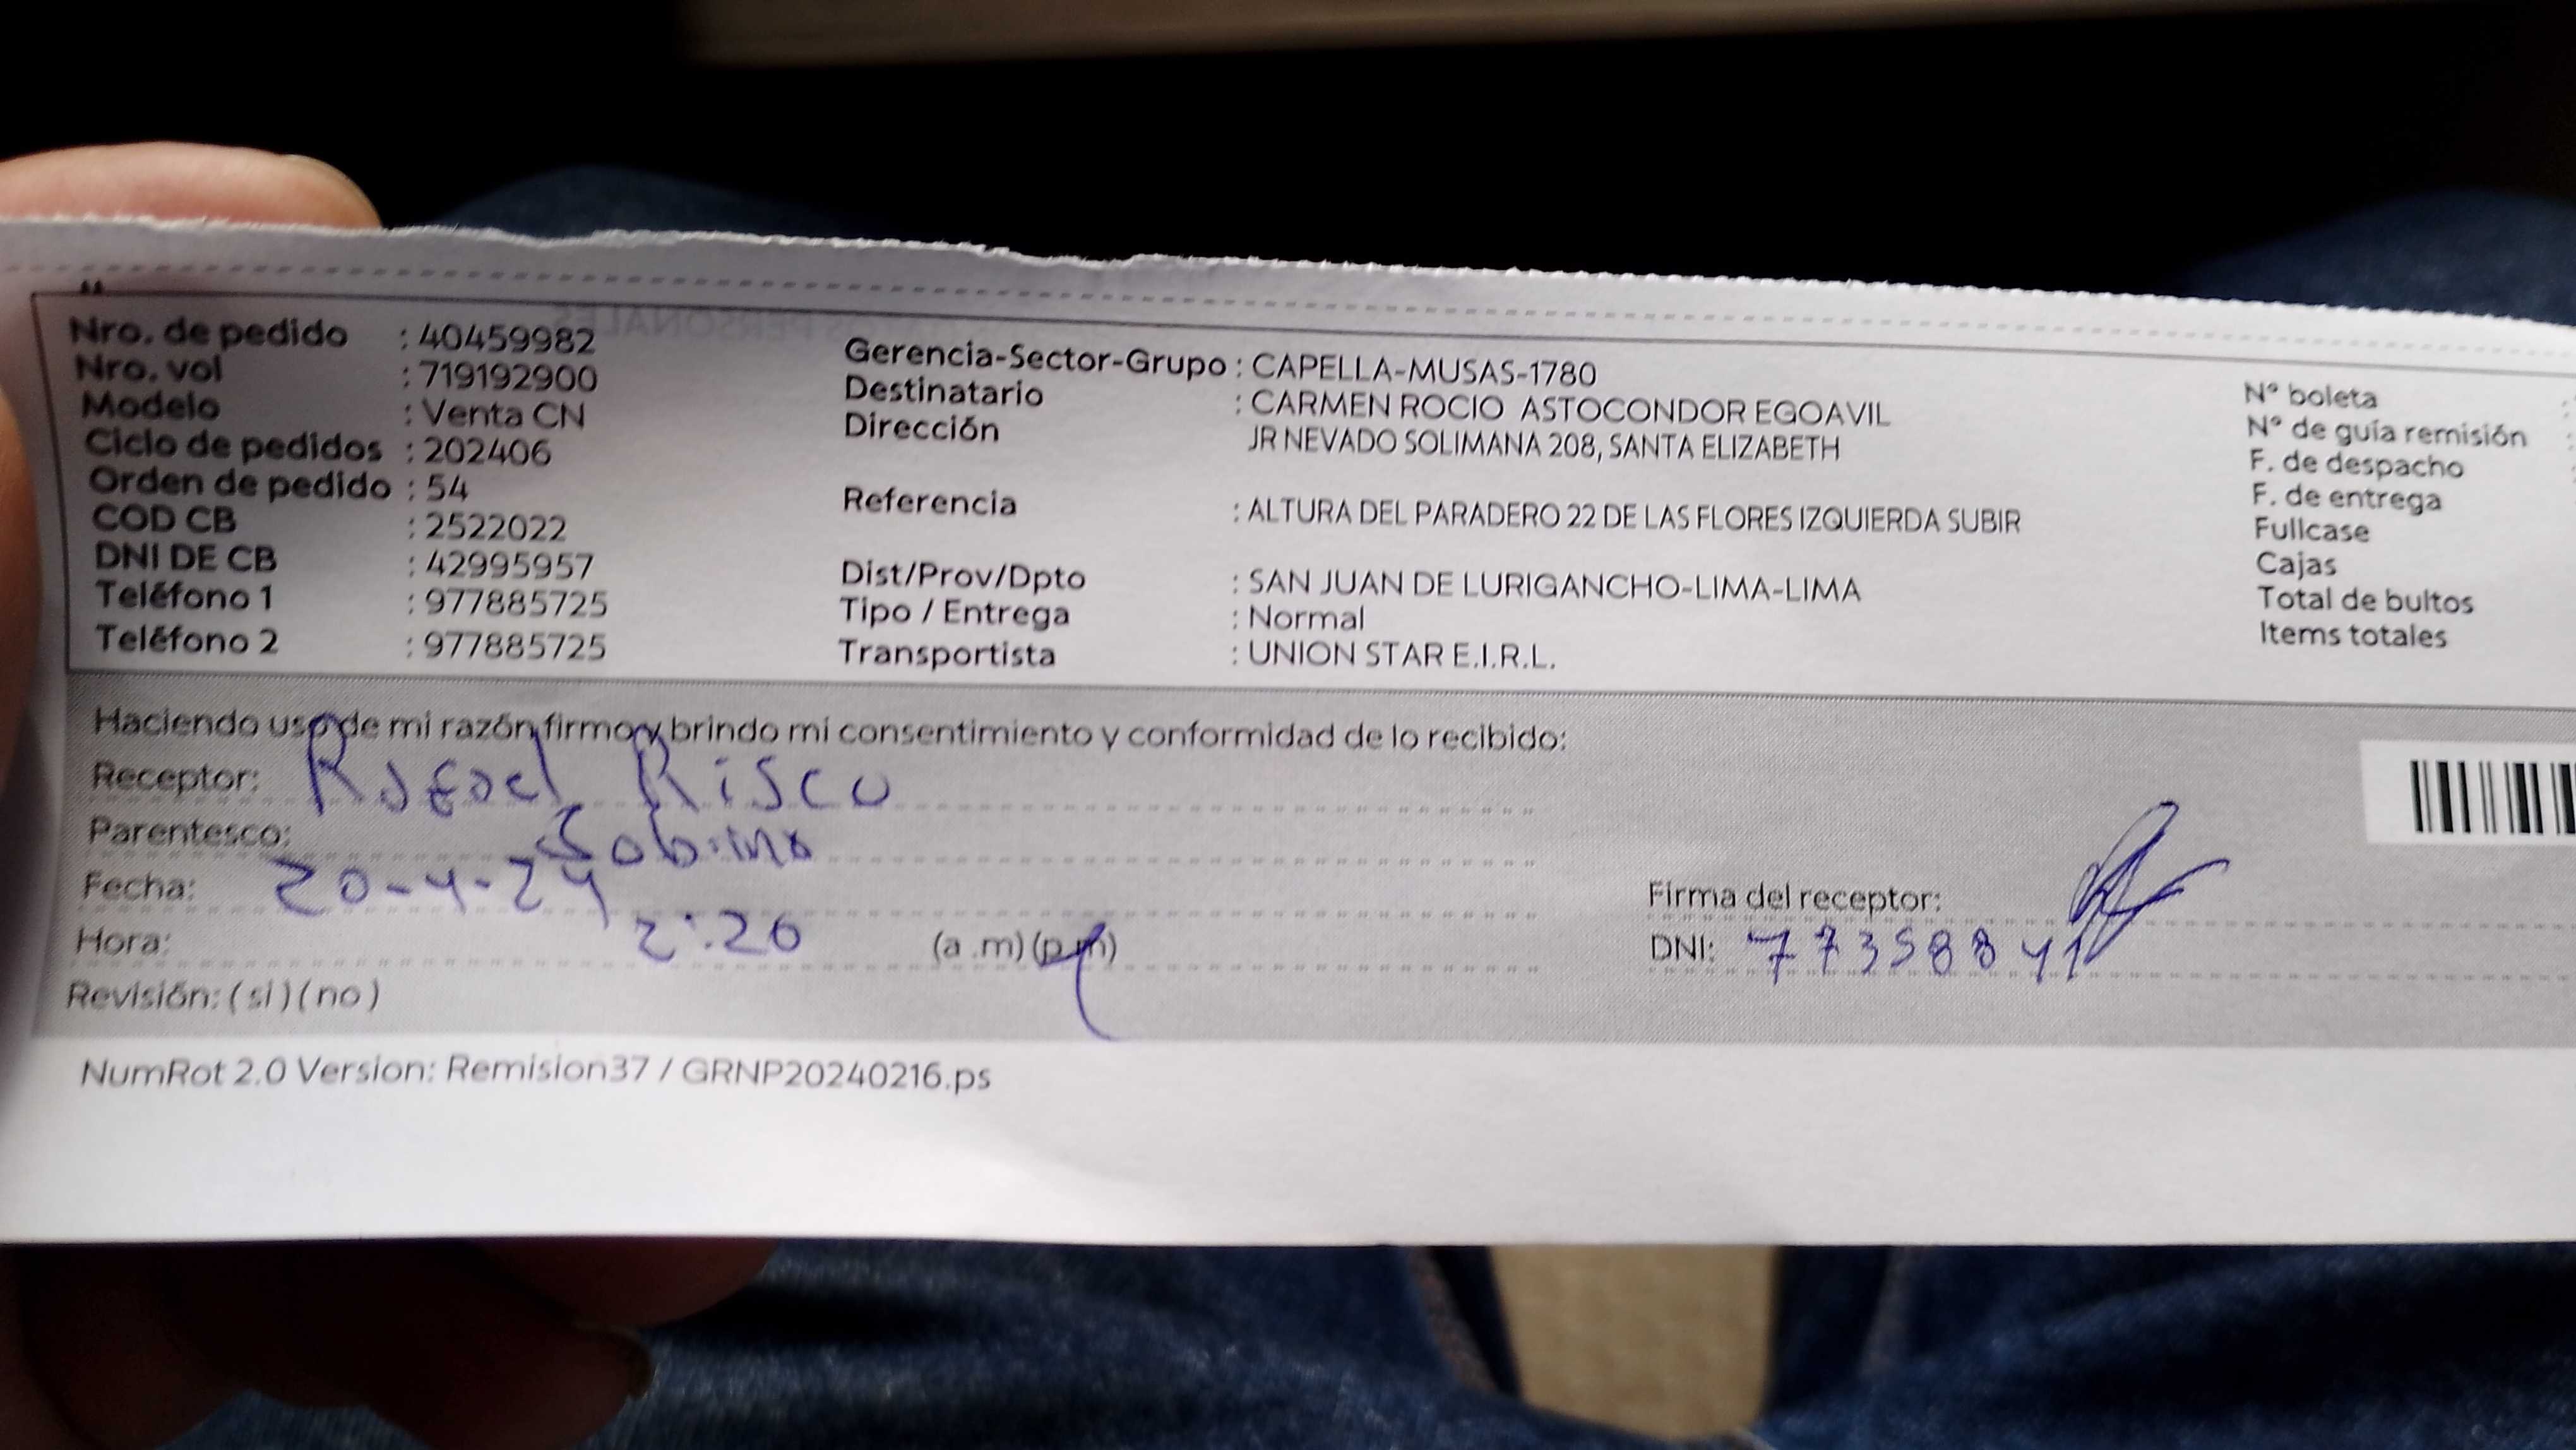 Nro. de pedido : 40459982
Nro. vol : 719192900
Modelo : Venta CN
Ciclo de pedidos : 202406
Orden de pedido : 54
COD CB : 2522022
DNI DE CB : 42995957
Teléfono 1 : 977885725
Teléfono 2 : 977885725
Gerencia-Sector-Grupo : CAPELLA-MUSAS-1780
Destinatario : CARMEN ROCIO ASTOCONDOR EGOAVIL
Dirección JR NEVADO SOLIMANA 208, SANTA ELIZABETH
Referencia : ALTURA DEL PARADERO 22 DE LAS FLORES IZQUIERDA SUBIR
Dist/Prov/Dpto : SAN JUAN DE LURIGANCHO-LIMA-LIMA
Tipo / Entrega : Normal
Transportista : UNION STAR E.I.R.L.
N° boleta :
N° de guía remisión :
F. de despacho
F. de entrega
Fullcase
Cajas
Total de bultos
Items totales
Haciendo uso de mi razón firmo y brindo mi consentimiento y conformidad de lo recibido:
Receptor: Rafael Risco
Parentesco: Sobrino
Fecha: 20-4-24
Hora: 2:20 (a.m) (p.m)
Revisión: ( si ) ( no )
Firma del receptor:
DNI: 77358841
NumRot 2.0 Version: Remision37 / GRNP20240216.ps